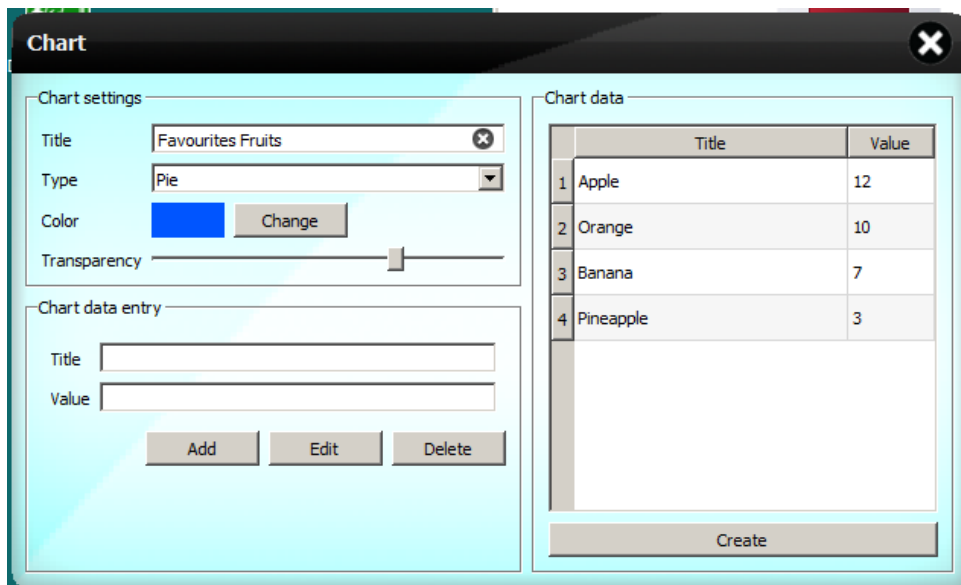 Chart
Chart settings
Title Favourites Fruits
Type Pie
Color Change
Transparency
Chart data entry
Title
Value
Add Edit Delete
Chart data
Title Value
1 Apple 12
2 Orange 10
3 Banana 7
4 Pineapple 3
Create